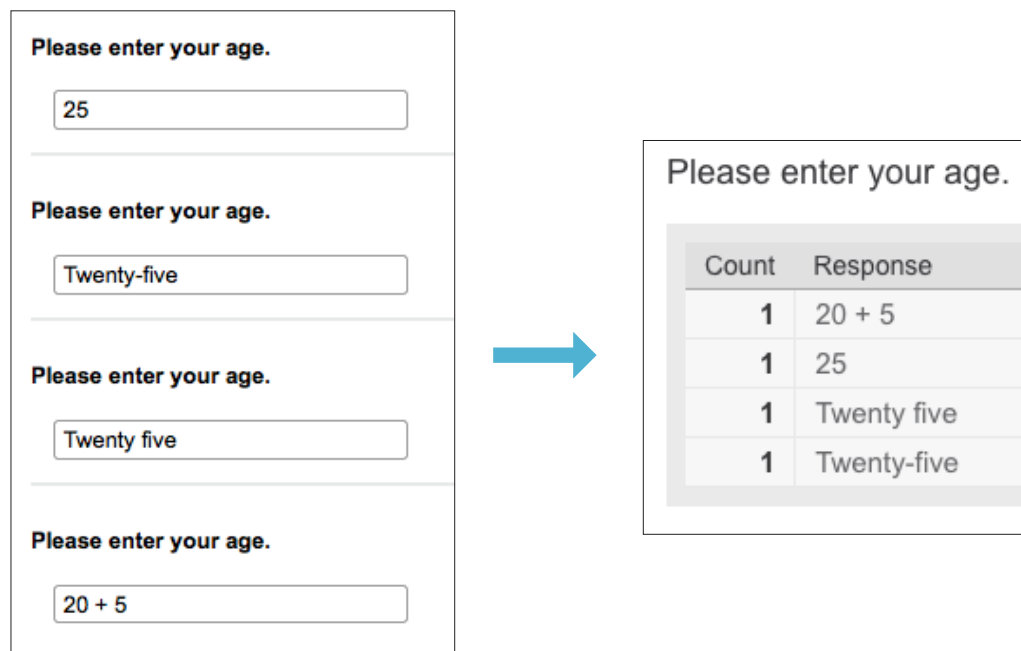 Please enter your age.
25
Please enter your age.
Twenty-five
Please enter your age.
Twenty five
Please enter your age.
20 + 5
Please enter your age.
Count Response
1 20 + 5
1 25
1 Twenty five
1 Twenty-five